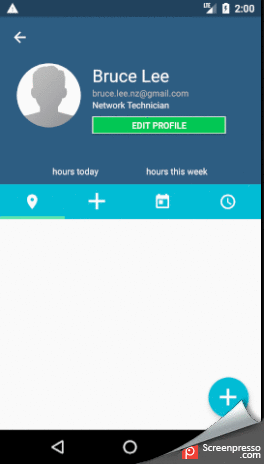 LTE 2:00
Bruce Lee
bruce.lee.nz@gmail.com
Network Technician
EDIT PROFILE
hours today hours this week
Screenpresso
.com